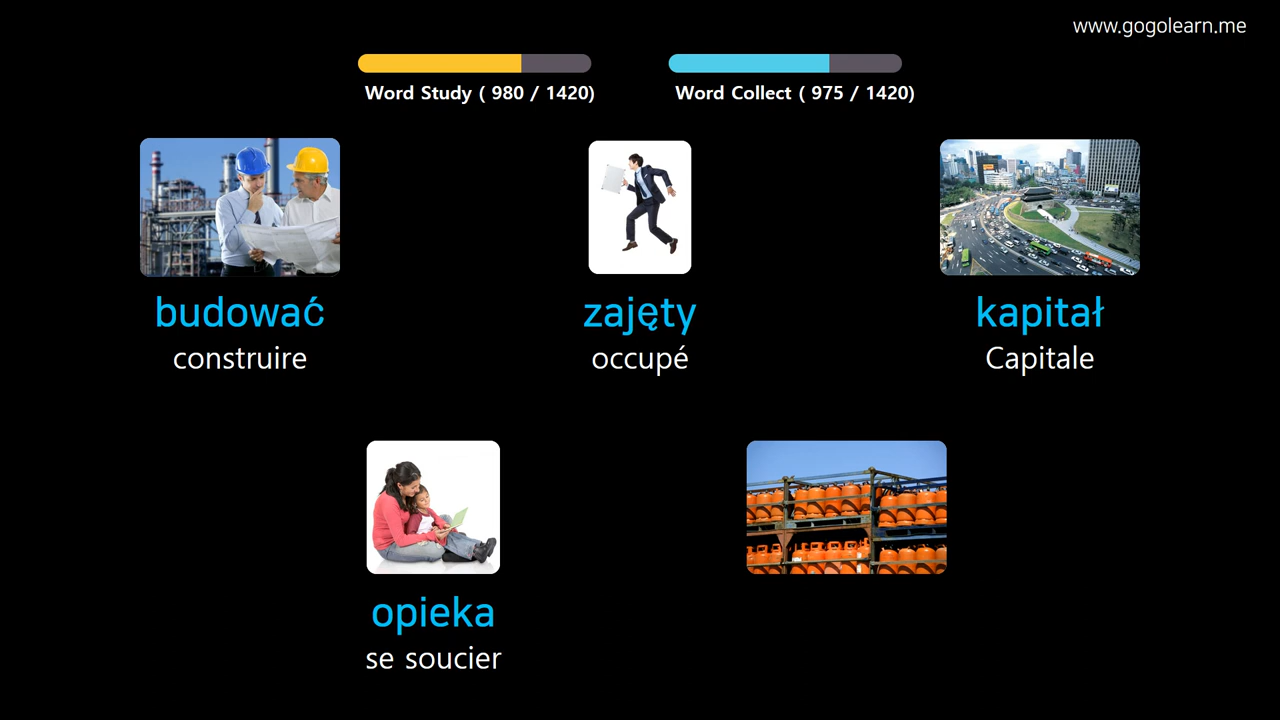 www.gogolearn.me
Word Study ( 980 / 1420)
Word Collect ( 975 / 1420)
budować
construire
zajęty
occupé
kapitał
Capitale
opieka
se soucier